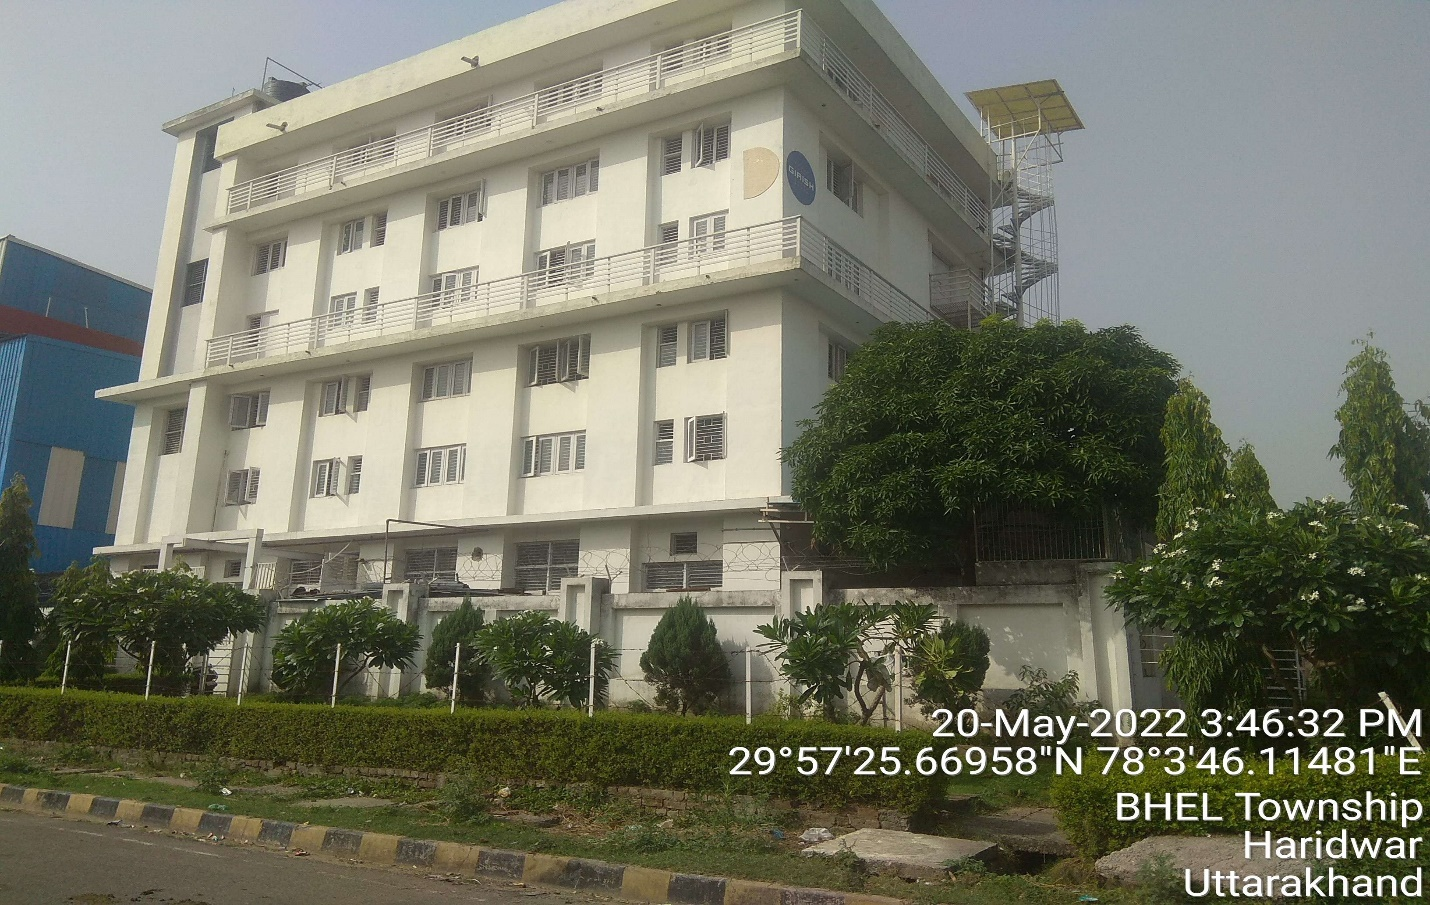 GIRISH
20-May-2022 3:46:32 PM
29°57'25.66958"N 78°3'46.11481"E
BHEL Township
Haridwar
Uttarakhand